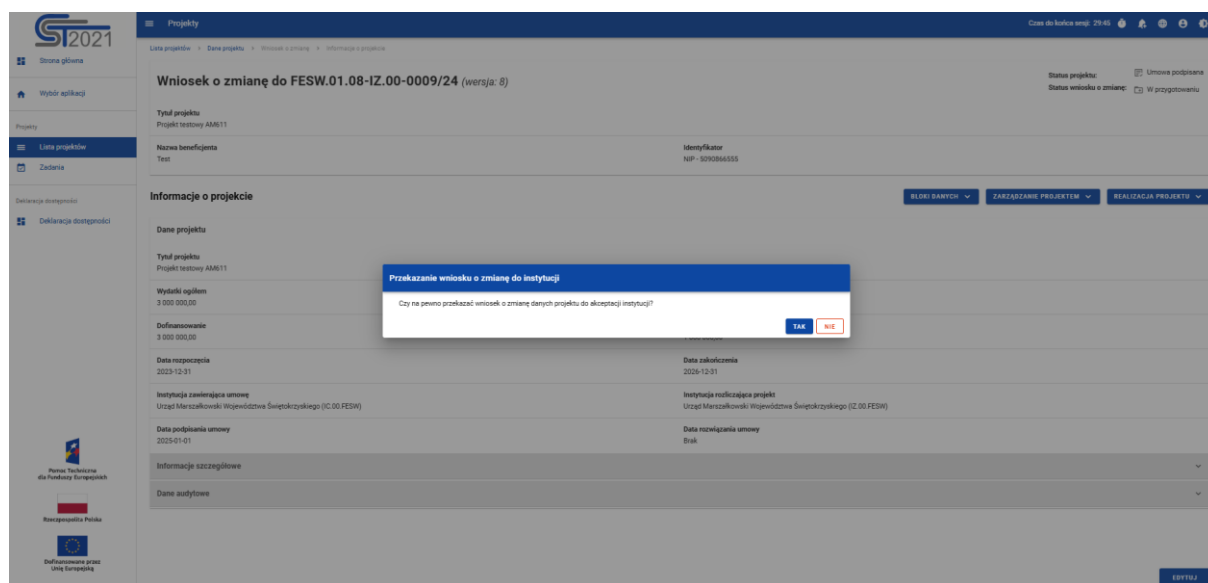 ST2021
Strona główna
Wybór aplikacji
Projekty
Lista projektów
Zadania
Deklaracja dostępności
Deklaracja dostępności
Pomoc Techniczna
dla Funduszy Europejskich
Rzeczpospolita Polska
Dofinansowane przez
Unię Europejską
Projekty
Czas do końca sesji: 29:45
Lista projektów Dane projektu Wniosek o zmianę Informacje o projekcie
Wniosek o zmianę do FESW.01.08-IZ.00-0009/24 (wersja: 8)
Status projektu: Umowa podpisana
Status wniosku o zmianę: W przygotowaniu
Tytuł projektu
Projekt testowy AM611
Nazwa beneficjenta Identyfikator
Test NIP - 5090866555
Informacje o projekcie
BLOKI DANYCH ZARZĄDZANIE PROJEKTEM REALIZACJA PROJEKTU
Dane projektu
Tytuł projektu
Projekt testowy AM611
Przekazanie wniosku o zmianę do instytucji
Czy na pewno przekazać wniosek o zmianę danych projektu do akceptacji instytucji?
TAK NIE
Wydatki ogółem
3 000 000,00
Dofinansowanie
3 000 000,00
Data rozpoczęcia Data zakończenia
2023-12-31 2026-12-31
Instytucja zawierająca umowę Instytucja rozliczająca projekt
Urząd Marszałkowski Województwa Świętokrzyskiego (IC.00.FESW) Urząd Marszałkowski Województwa Świętokrzyskiego (IZ.00.FESW)
Data podpisania umowy Data rozwiązania umowy
2025-01-01 Brak
Informacje szczegółowe
Dane audytowe
EDYTUJ